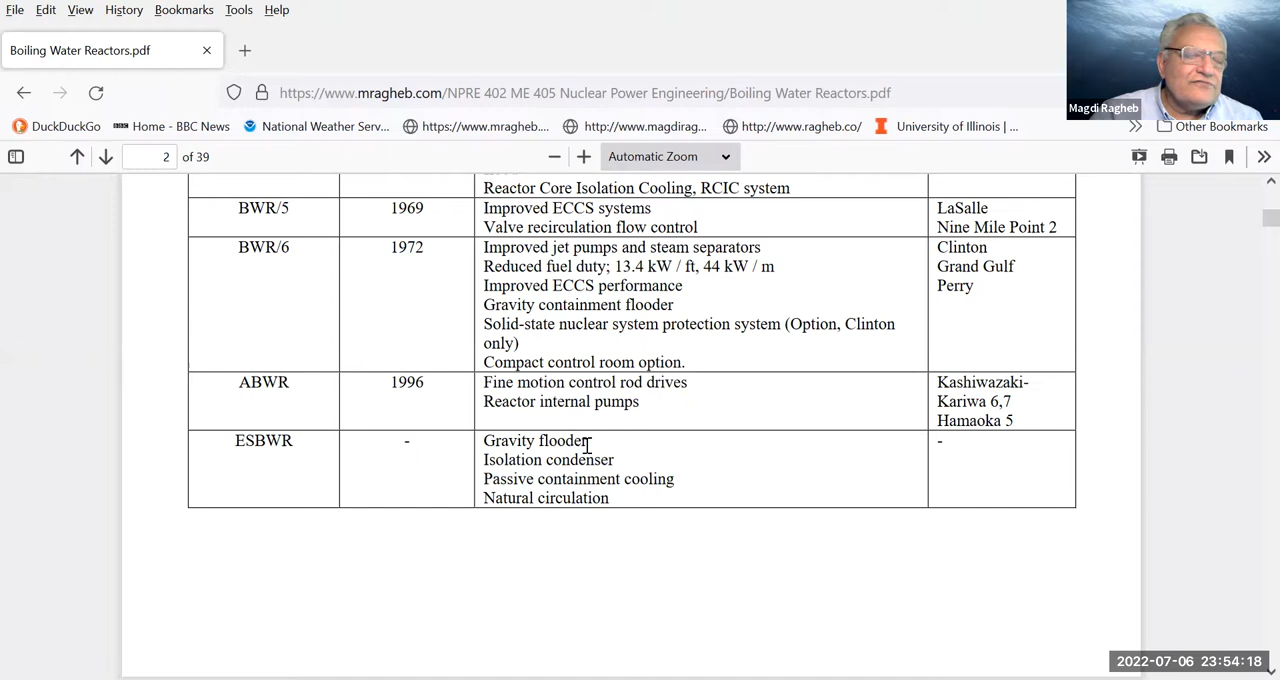 File Edit View History Bookmarks Tools Help
Boiling Water Reactors.pdf
https://www.mragheb.com/NPRE 402 ME 405 Nuclear Power Engineering/Boiling Water Reactors.pdf
DuckDuckGo BBC Home - BBC News National Weather Serv... https://www.mragheb.... http://www.magdirag... http://www.ragheb.co/ University of Illinois | ... Other Bookmarks
2 of 39 Automatic Zoom
Magdi Ragheb
Reactor Core Isolation Cooling, RCIC system
BWR/5 1969 Improved ECCS systems LaSalle
Valve recirculation flow control Nine Mile Point 2
BWR/6 1972 Improved jet pumps and steam separators Clinton
Reduced fuel duty; 13.4 kW / ft, 44 kW / m Grand Gulf
Improved ECCS performance Perry
Gravity containment flooder
Solid-state nuclear system protection system (Option, Clinton
only)
Compact control room option.
ABWR 1996 Fine motion control rod drives Kashiwazaki-
Reactor internal pumps Kariwa 6,7
Hamaoka 5
ESBWR - Gravity flooder -
Isolation condenser
Passive containment cooling
Natural circulation
2022-07-06 23:54:18